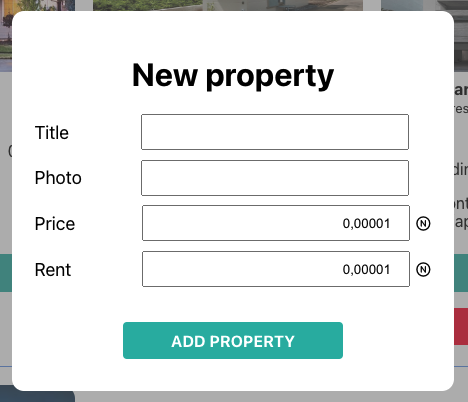 New property
Title
Photo
Price 0,00001 N
Rent 0,00001 N
ADD PROPERTY